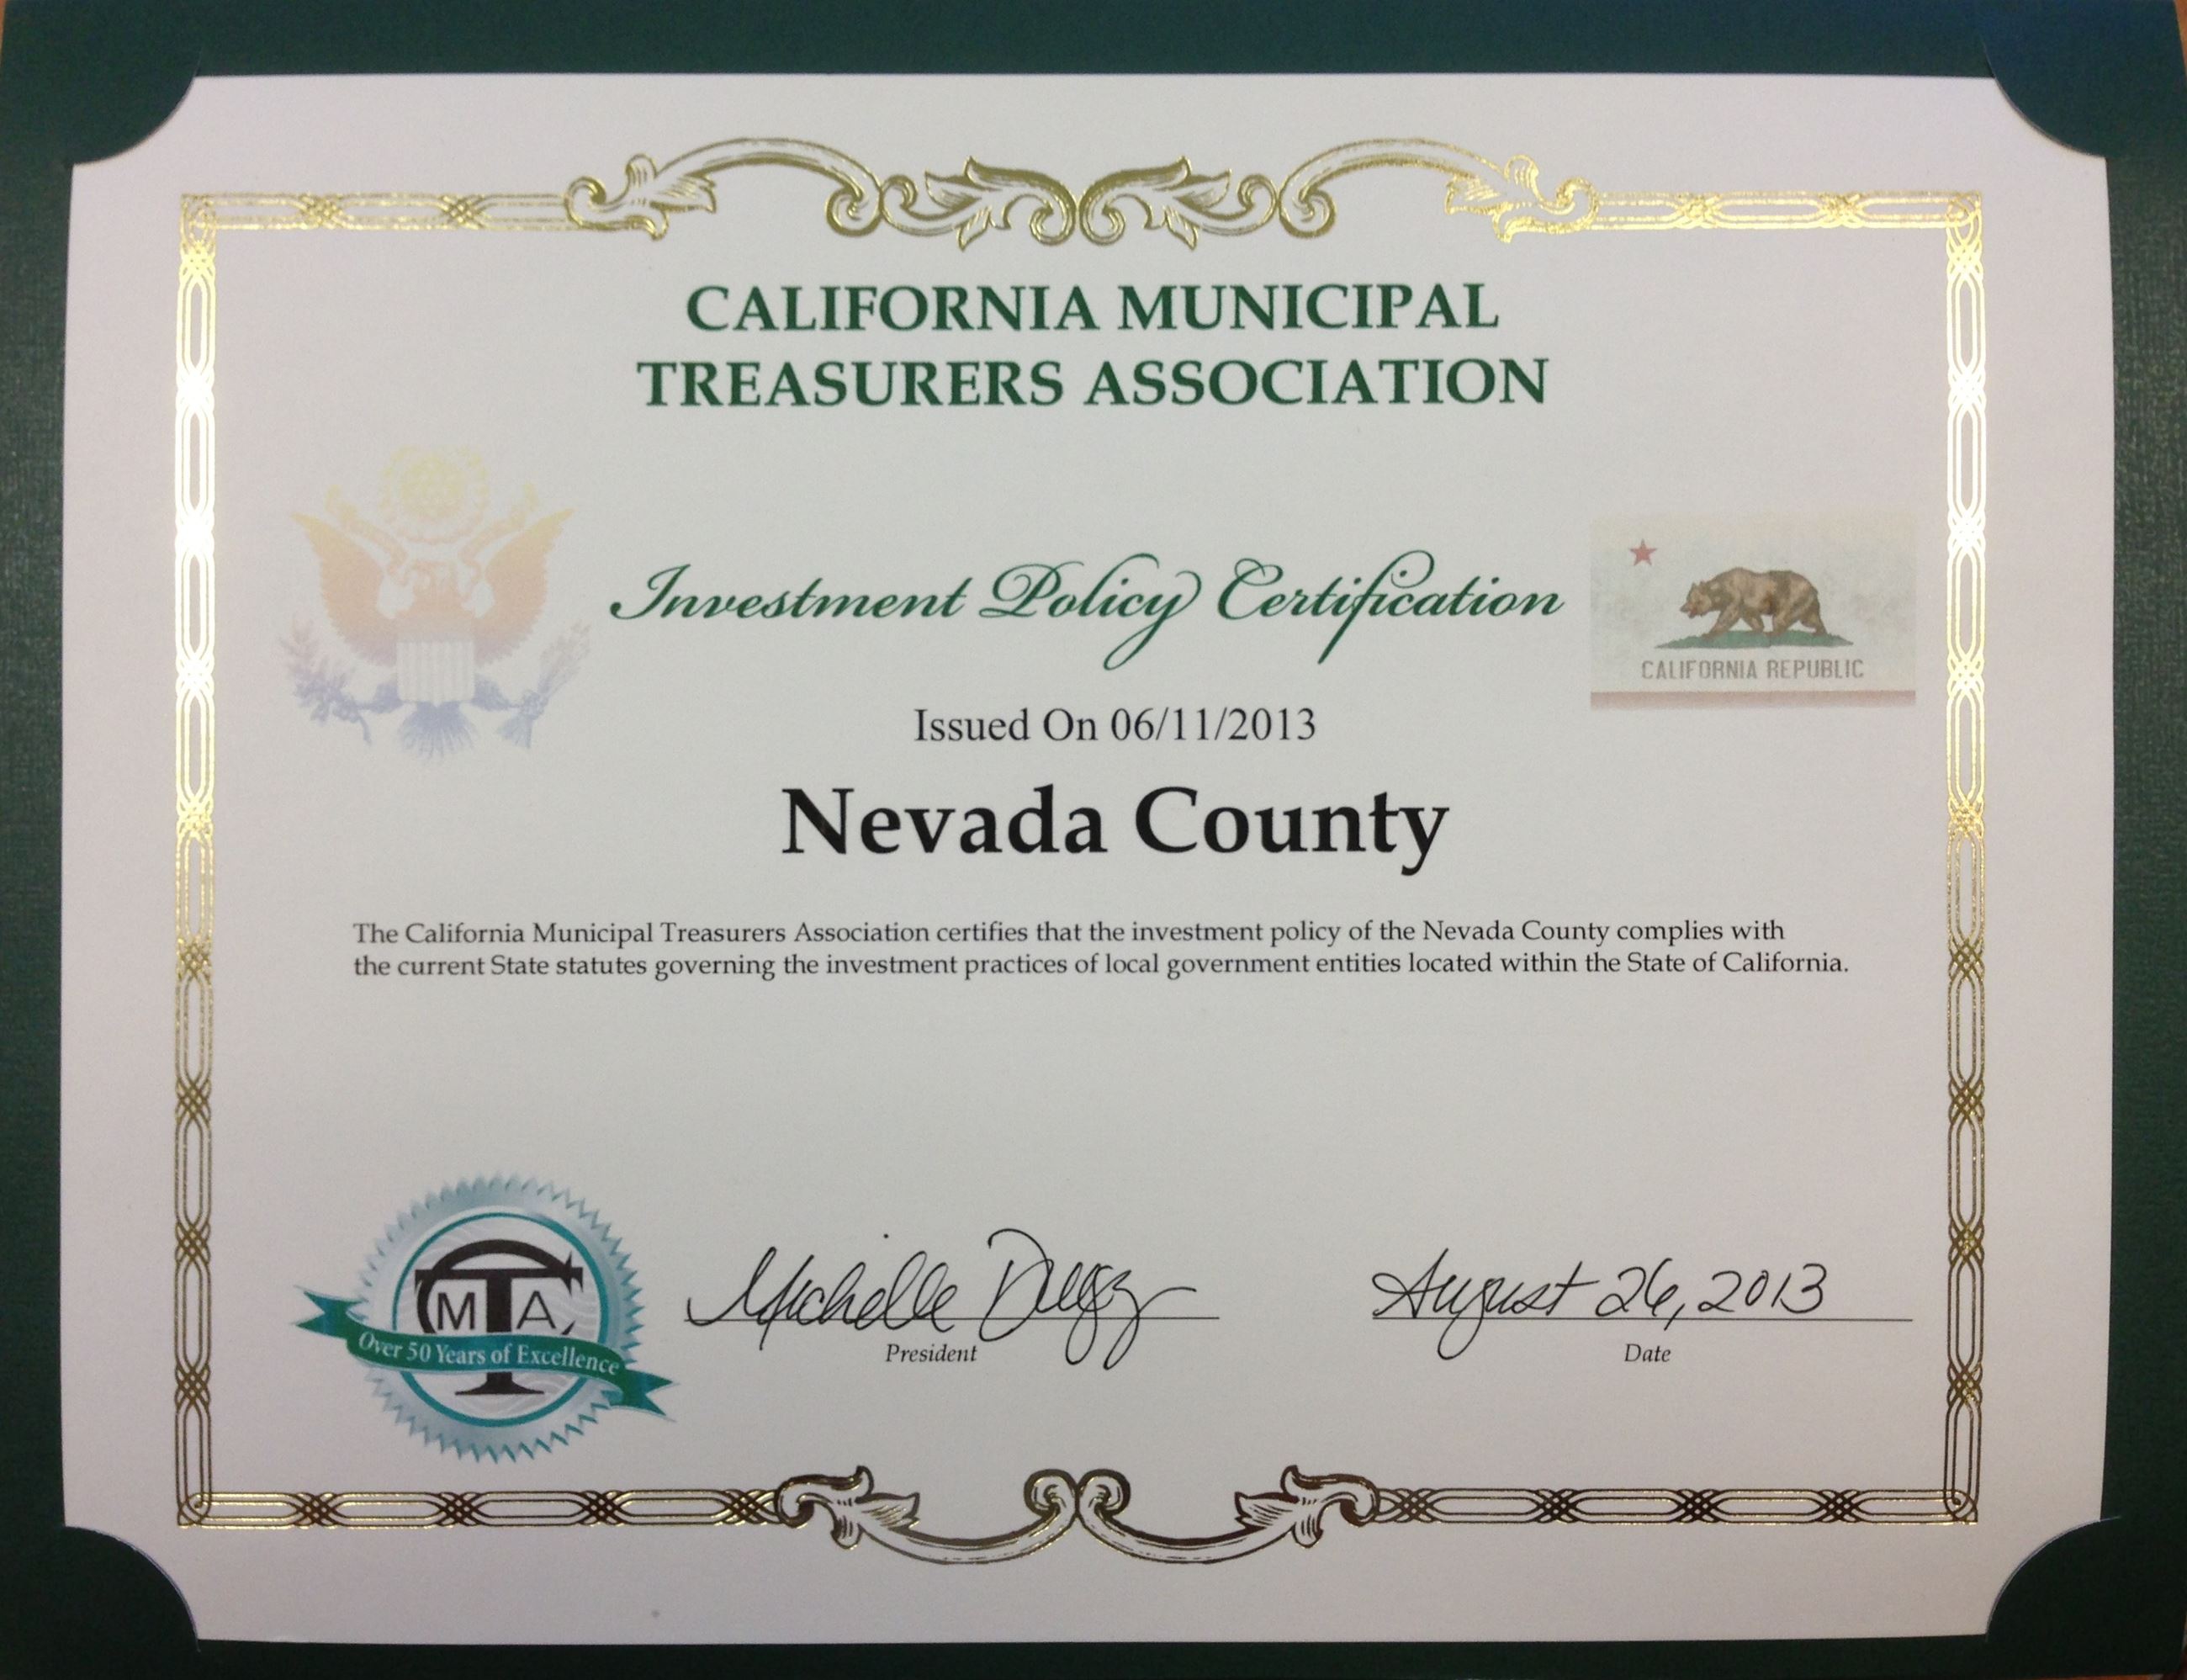 CALIFORNIA MUNICIPAL
TREASURERS ASSOCIATION
Investment Policy Certification
CALIFORNIA REPUBLIC
Issued On 06/11/2013
Nevada County
The California Municipal Treasurers Association certifies that the investment policy of the Nevada County complies with
the current State statutes governing the investment practices of local government entities located within the State of California.
CMTA
Over 50 Years of Excellence
Michelle
President
August 26, 2013
Date